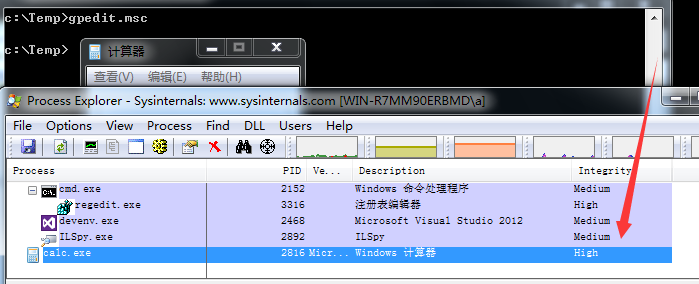 c:\Temp>gpedit.msc
c:\Temp>
计算器
查看(V) 编辑(E) 帮助(H)
Process Explorer - Sysinternals: www.sysinternals.com [WIN-R7MM90ERBMD\a]
File Options View Process Find DLL Users Help
Process PID Ve... Description Integrity
cmd.exe 2152 Windows 命令处理程序 Medium
regedit.exe 3316 注册表编辑器 High
devenv.exe 2468 Microsoft Visual Studio 2012 Medium
ILSpy.exe 2892 ILSpy Medium
calc.exe 2816 Micr... Windows 计算器 High